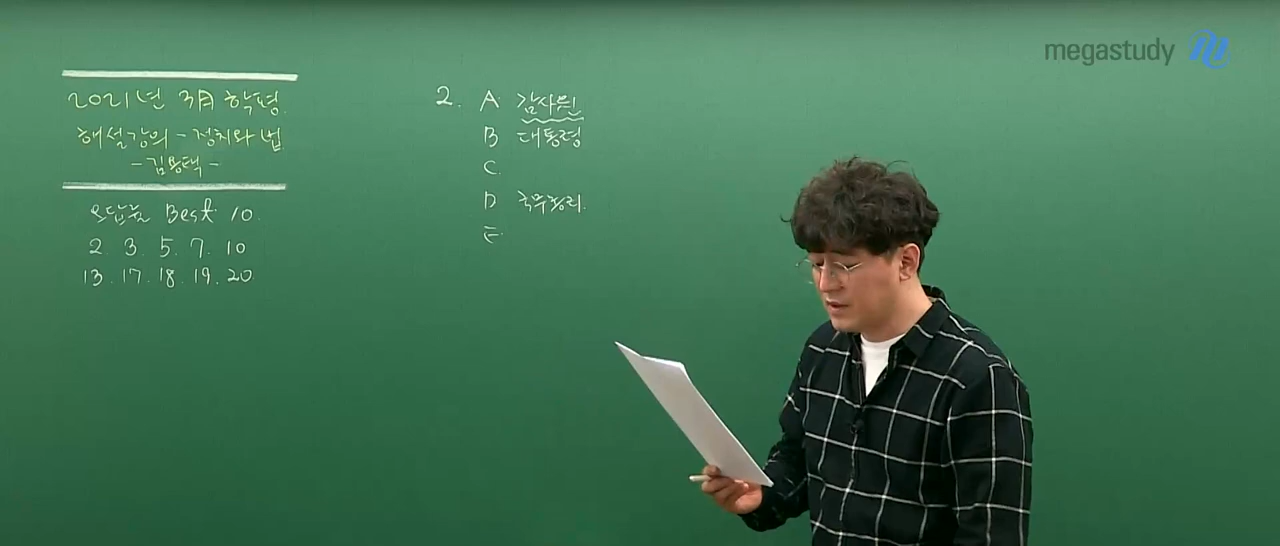 megastudy
2021년 3月 학평.
해설강의 - 정치와 법
- 김용택 -
오답률 Best 10.
2. 3. 5. 7. 10
13. 17. 18. 19. 20
2. A 감사원
B 대통령
C.
D 국무총리.
E.